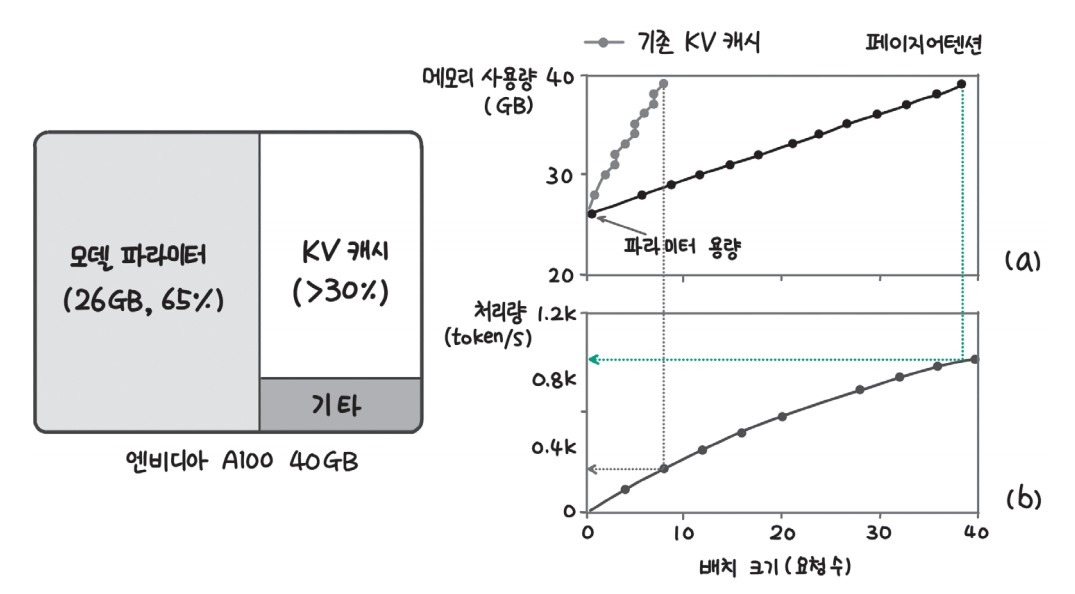 모델 파라미터
(26GB, 65%)
KV 캐시
(>30%)
기타
엔비디아 A100 40GB
기존 KV 캐시
페이지어텐션
메모리 사용량
(GB)
40
30
20
파라미터 용량
(a)
처리량
(token/s)
1.2k
0.8k
0.4k
0
0 10 20 30 40
배치 크기(요청 수)
(b)